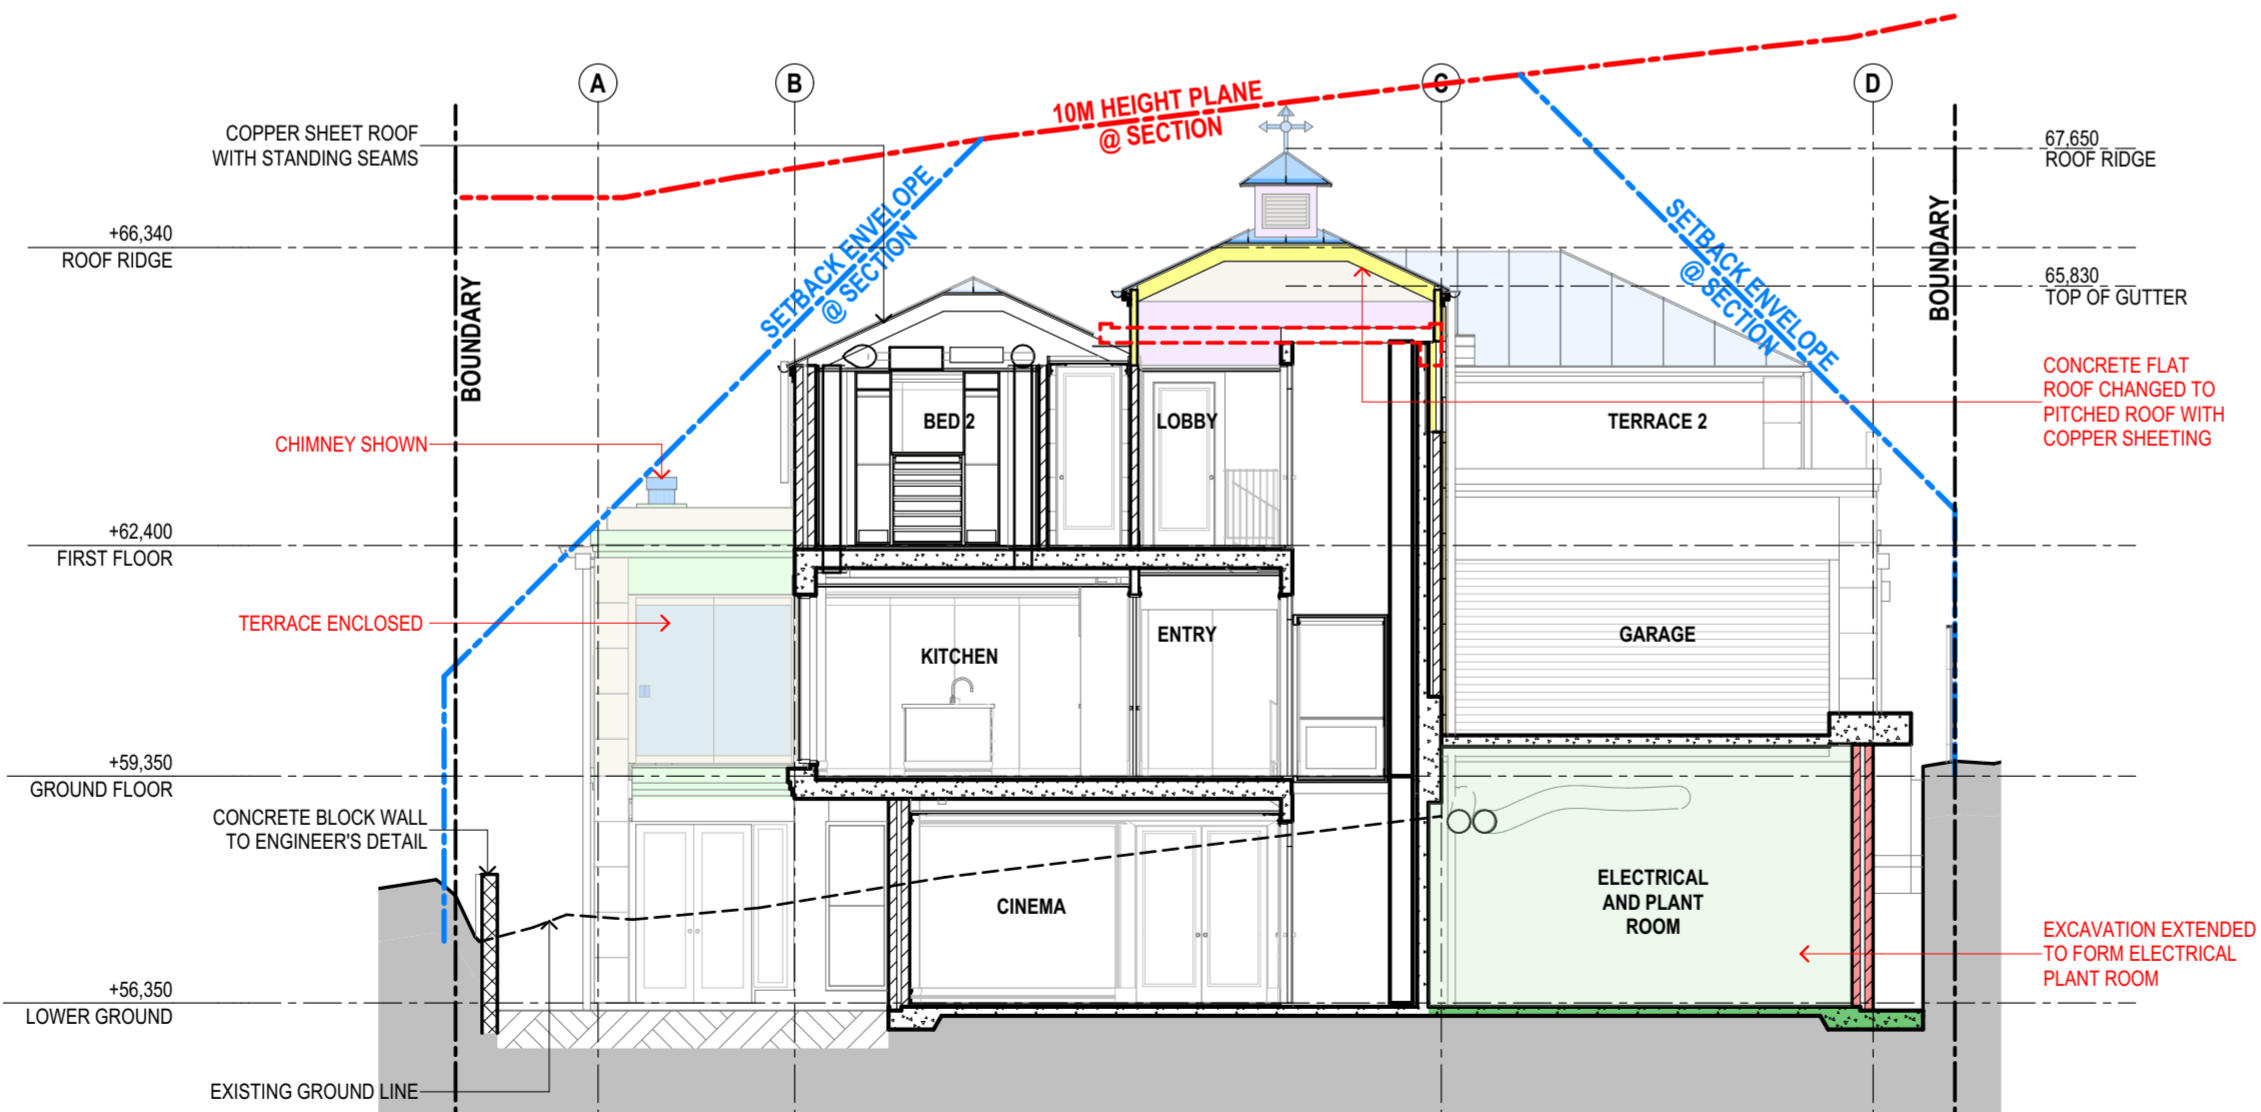 A
B
C
D
10M HEIGHT PLANE
@ SECTION
COPPER SHEET ROOF
WITH STANDING SEAMS
67,650
ROOF RIDGE
+66,340
ROOF RIDGE
SETBACK ENVELOPE
@ SECTION
SETBACK ENVELOPE
@ SECTION
BOUNDARY
BOUNDARY
65,830
TOP OF GUTTER
CONCRETE FLAT
ROOF CHANGED TO
PITCHED ROOF WITH
COPPER SHEETING
BED 2
LOBBY
TERRACE 2
CHIMNEY SHOWN
+62,400
FIRST FLOOR
TERRACE ENCLOSED
KITCHEN
ENTRY
GARAGE
+59,350
GROUND FLOOR
CONCRETE BLOCK WALL
TO ENGINEER'S DETAIL
CINEMA
ELECTRICAL
AND PLANT
ROOM
EXCAVATION EXTENDED
TO FORM ELECTRICAL
PLANT ROOM
+56,350
LOWER GROUND
EXISTING GROUND LINE